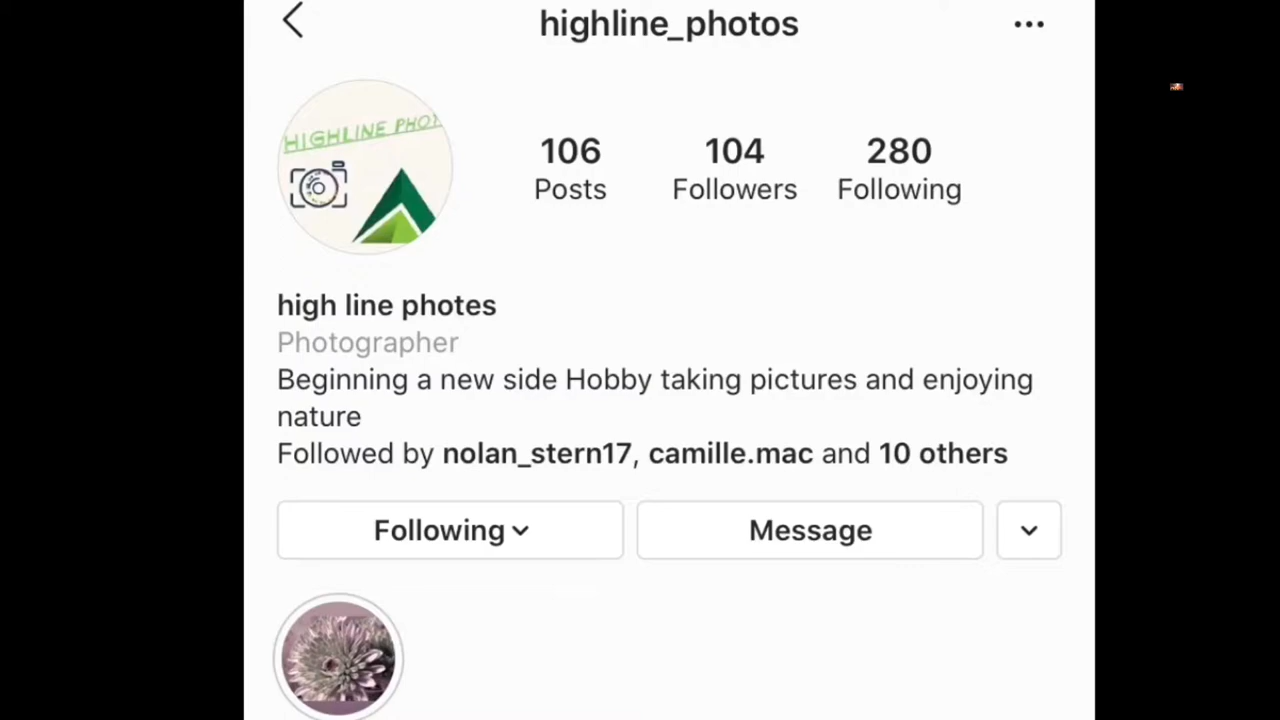 highline_photos
HIGHLINE PHOT
106
104
280
Posts
Followers
Following
high line photes
Photographer
Beginning a new side Hobby taking pictures and enjoying
nature
Followed by nolan_stern17, camille.mac and 10 others
Following
Message